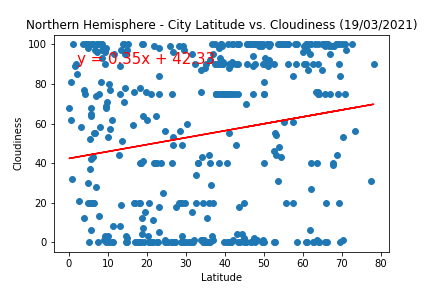 Northern Hemisphere - City Latitude vs. Cloudiness (19/03/2021)
y = 0.35x + 42.33
100
80
60
40
20
0
Cloudiness
0 10 20 30 40 50 60 70 80
Latitude